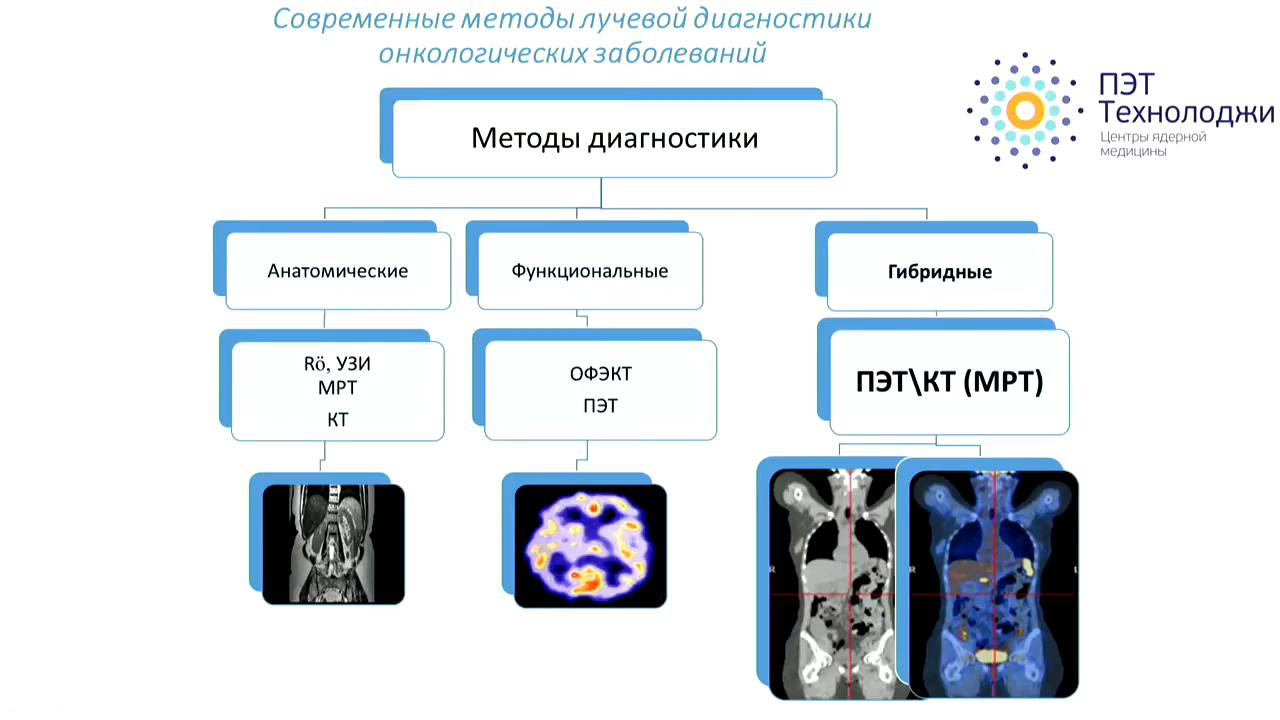 Современные методы лучевой диагностики
онкологических заболеваний
ПЭТ
Технолоджи
Центры ядерной
медицины
Методы диагностики
Анатомические
Функциональные
Гибридные
Rö, УЗИ
МРТ
КТ
ОФЭКТ
ПЭТ
ПЭТ\КТ (МРТ)
R
R
L